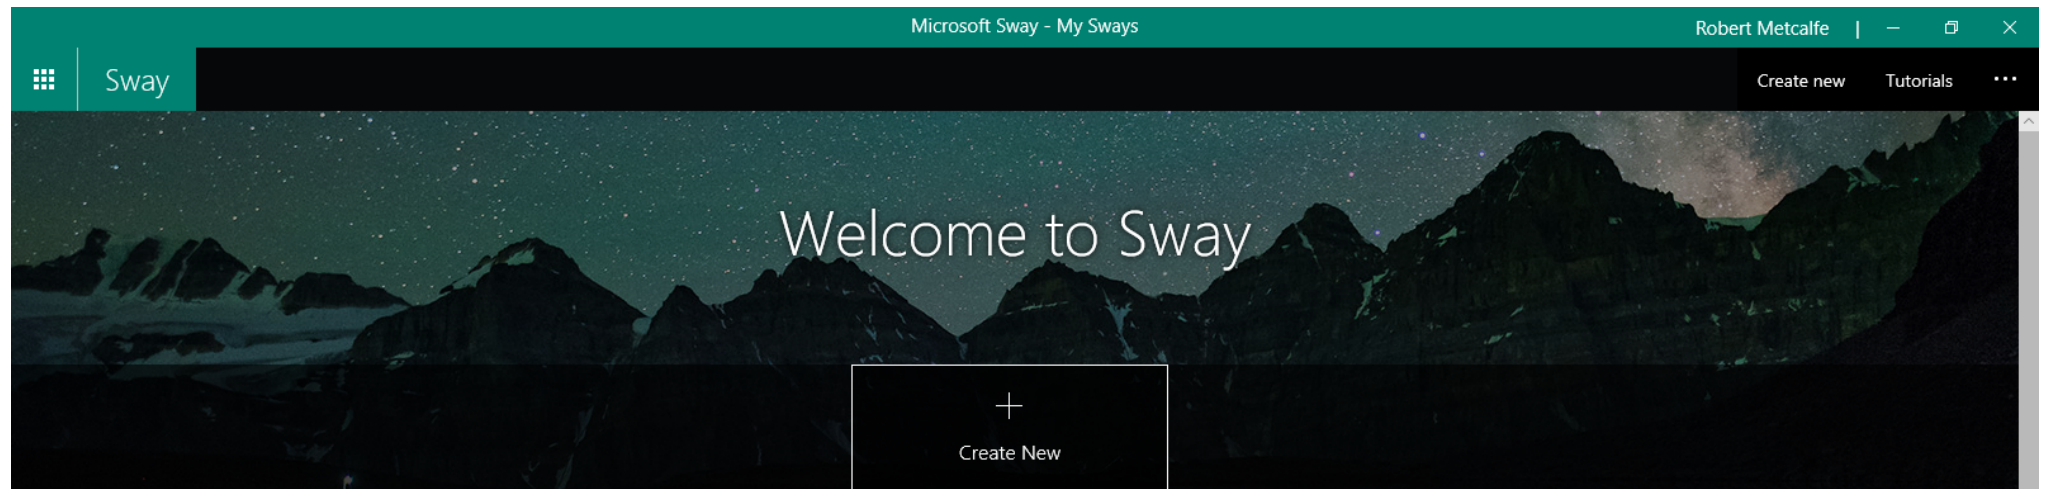 Microsoft Sway - My Sways
Robert Metcalfe
Sway
Create new
Tutorials
Welcome to Sway
Create New